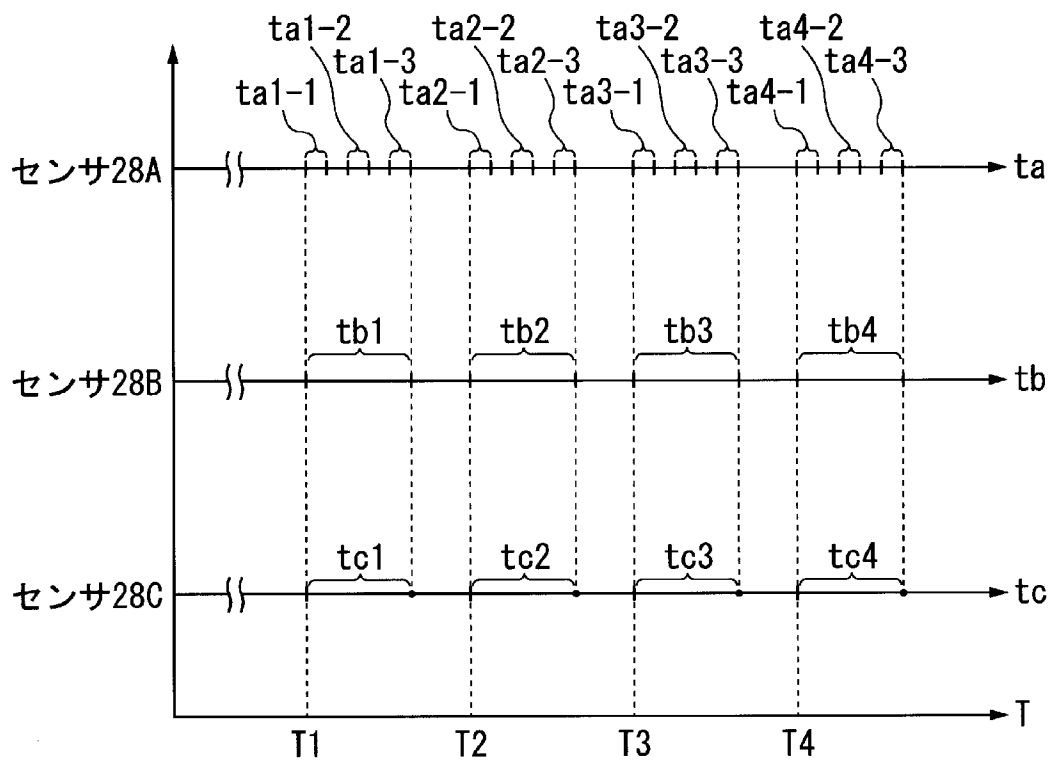 ta1-2 ta2-2 ta3-2 ta4-2
ta1-3 ta2-3 ta3-3 ta4-3
ta1-1 ta2-1 ta3-1 ta4-1
センサ28A ta
tb1 tb2 tb3 tb4
センサ28B tb
tc1 tc2 tc3 tc4
センサ28C tc
T
T1 T2 T3 T4